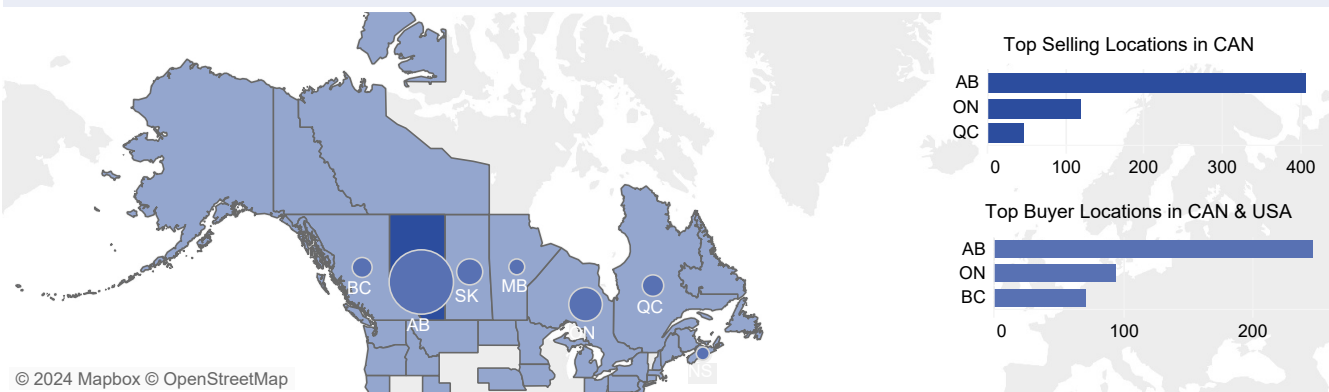 Top Selling Locations in CAN
AB
ON
QC
0 100 200 300 400
Top Buyer Locations in CAN & USA
AB
ON
BC
0 100 200
BC
AB
SK
MB
ON
QC
NS
© 2024 Mapbox © OpenStreetMap